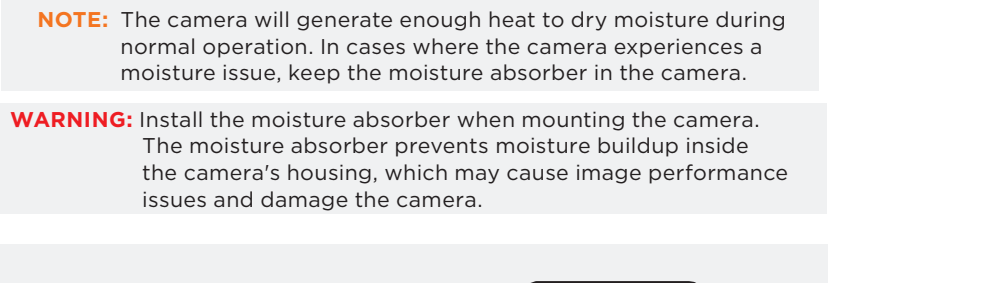 NOTE: The camera will generate enough heat to dry moisture during
normal operation. In cases where the camera experiences a
moisture issue, keep the moisture absorber in the camera.
WARNING: Install the moisture absorber when mounting the camera.
The moisture absorber prevents moisture buildup inside
the camera's housing, which may cause image performance
issues and damage the camera.